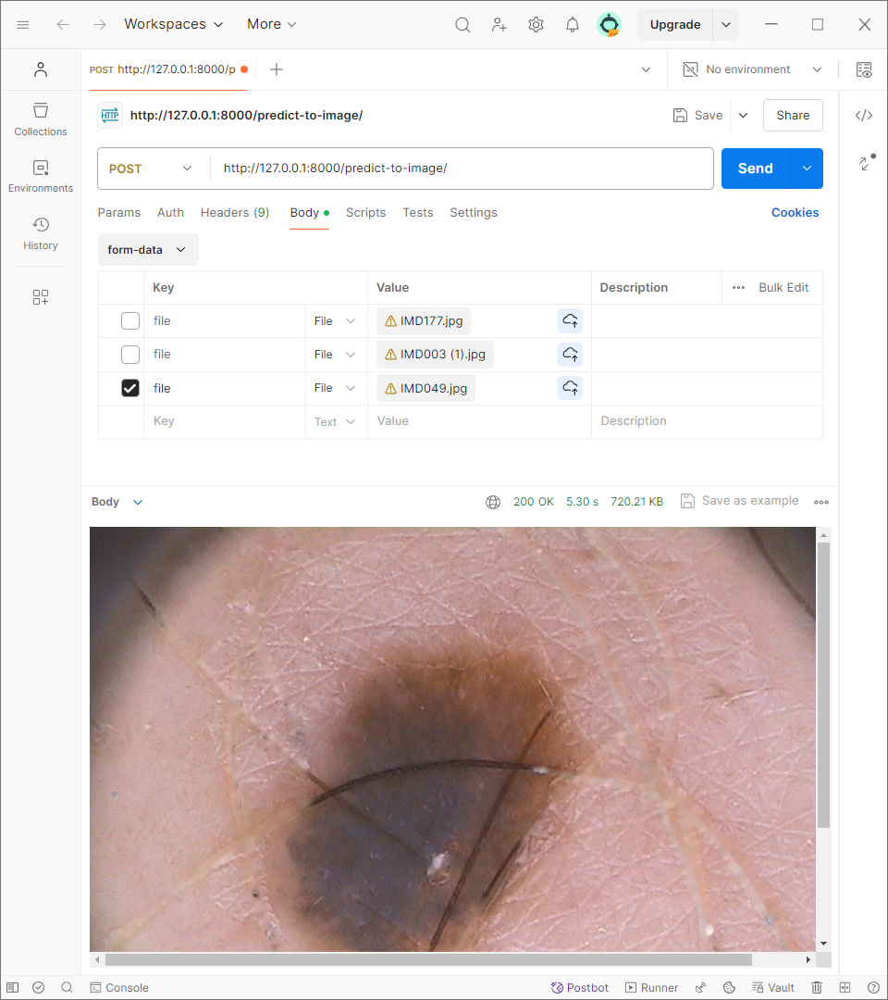 Workspaces More Upgrade
POST http://127.0.0.1:8000/p No environment
HTTP http://127.0.0.1:8000/predict-to-image/ Save Share
Collections
Environments
History
POST http://127.0.0.1:8000/predict-to-image/ Send
Params Auth Headers (9) Body Scripts Tests Settings Cookies
form-data
Key Value Description Bulk Edit
file File IMD177.jpg
file File IMD003 (1).jpg
file File IMD049.jpg
Key Text Value Description
Body 200 OK 5.30 s 720.21 KB Save as example
Console Postbot Runner Vault